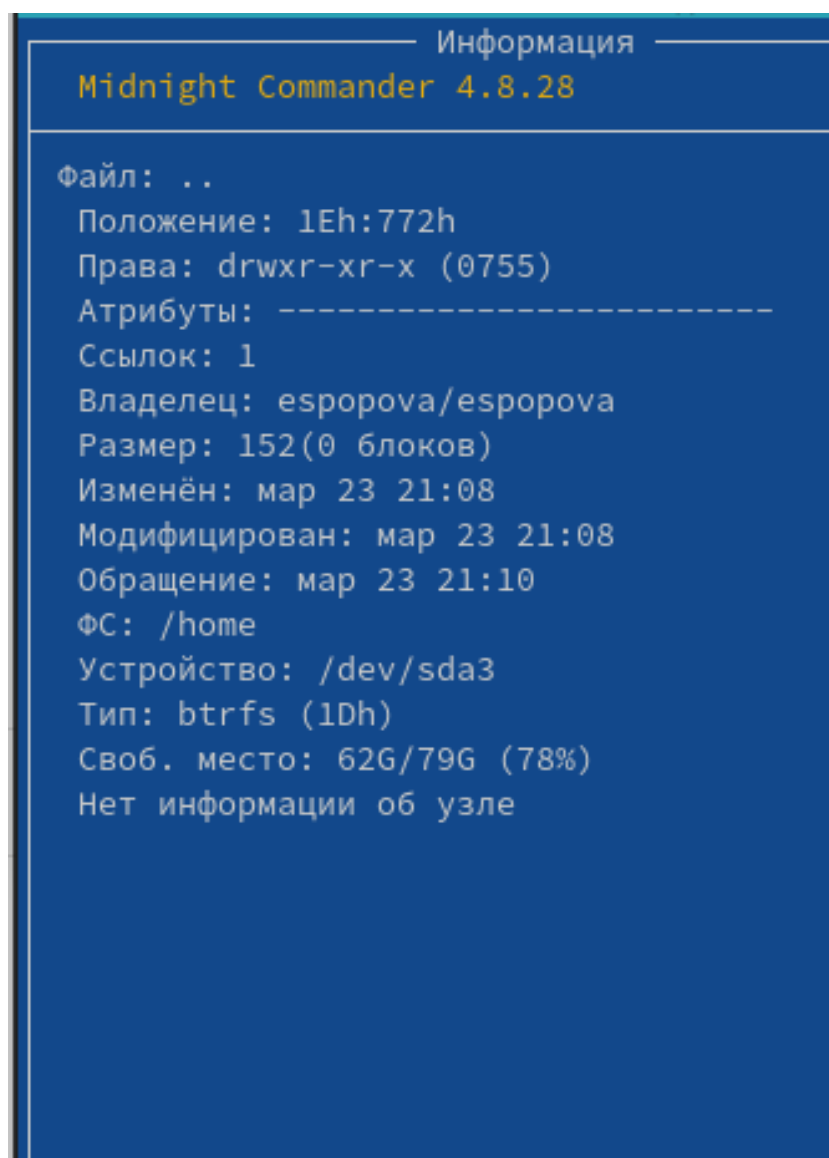 Информация
Midnight Commander 4.8.28
Файл: ..
Положение: 1Eh:772h
Права: drwxr-xr-x (0755)
Атрибуты: -------------------------
Ссылок: 1
Владелец: espopova/espopova
Размер: 152(0 блоков)
Изменён: мар 23 21:08
Модифицирован: мар 23 21:08
Обращение: мар 23 21:10
ФС: /home
Устройство: /dev/sda3
Тип: btrfs (1Dh)
Своб. место: 62G/79G (78%)
Нет информации об узле